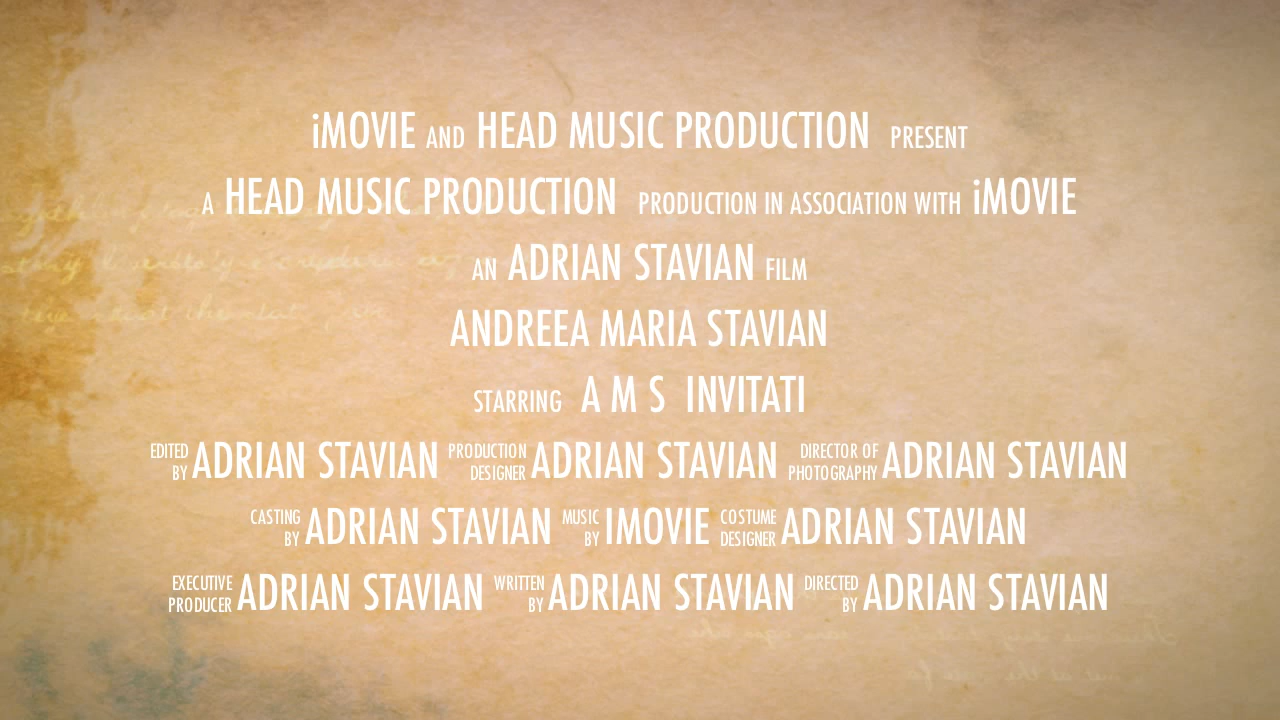 iMOVIE AND HEAD MUSIC PRODUCTION PRESENT
A HEAD MUSIC PRODUCTION PRODUCTION IN ASSOCIATION WITH iMOVIE
AN ADRIAN STAVIAN FILM
ANDREEA MARIA STAVIAN
STARRING A M S INVITATI
EDITED BY ADRIAN STAVIAN PRODUCTION DESIGNER ADRIAN STAVIAN DIRECTOR OF PHOTOGRAPHY ADRIAN STAVIAN
CASTING BY ADRIAN STAVIAN MUSIC BY IMOVIE COSTUME DESIGNER ADRIAN STAVIAN
EXECUTIVE PRODUCER ADRIAN STAVIAN WRITTEN BY ADRIAN STAVIAN DIRECTED BY ADRIAN STAVIAN